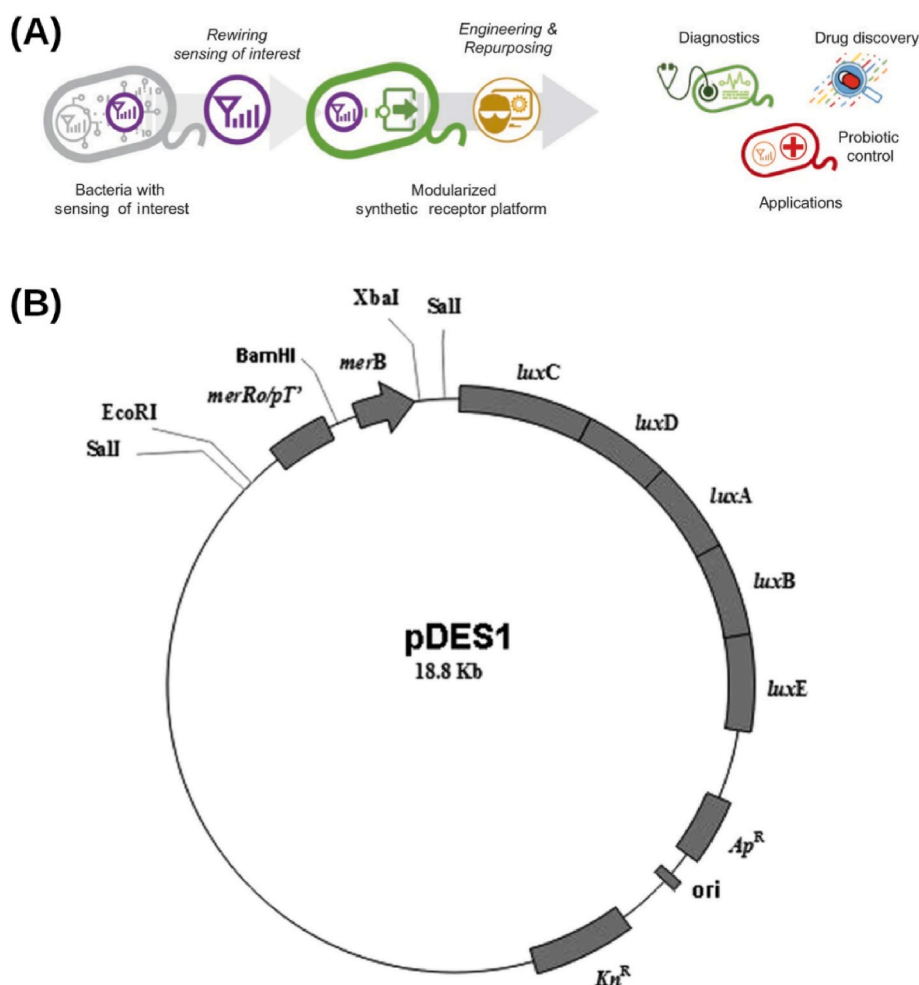 (A)
Rewiring
sensing of interest
Engineering &
Repurposing
Diagnostics
Drug discovery
Probiotic
control
Bacteria with
sensing of interest
Modularized
synthetic receptor platform
Applications
(B)
XbaI
SalI
BamHI
merB
luxC
merRo/pT'
EcoRI
SalI
luxD
luxA
luxB
pDES1
18.8 Kb
luxE
Ap^R
ori
Kn^R